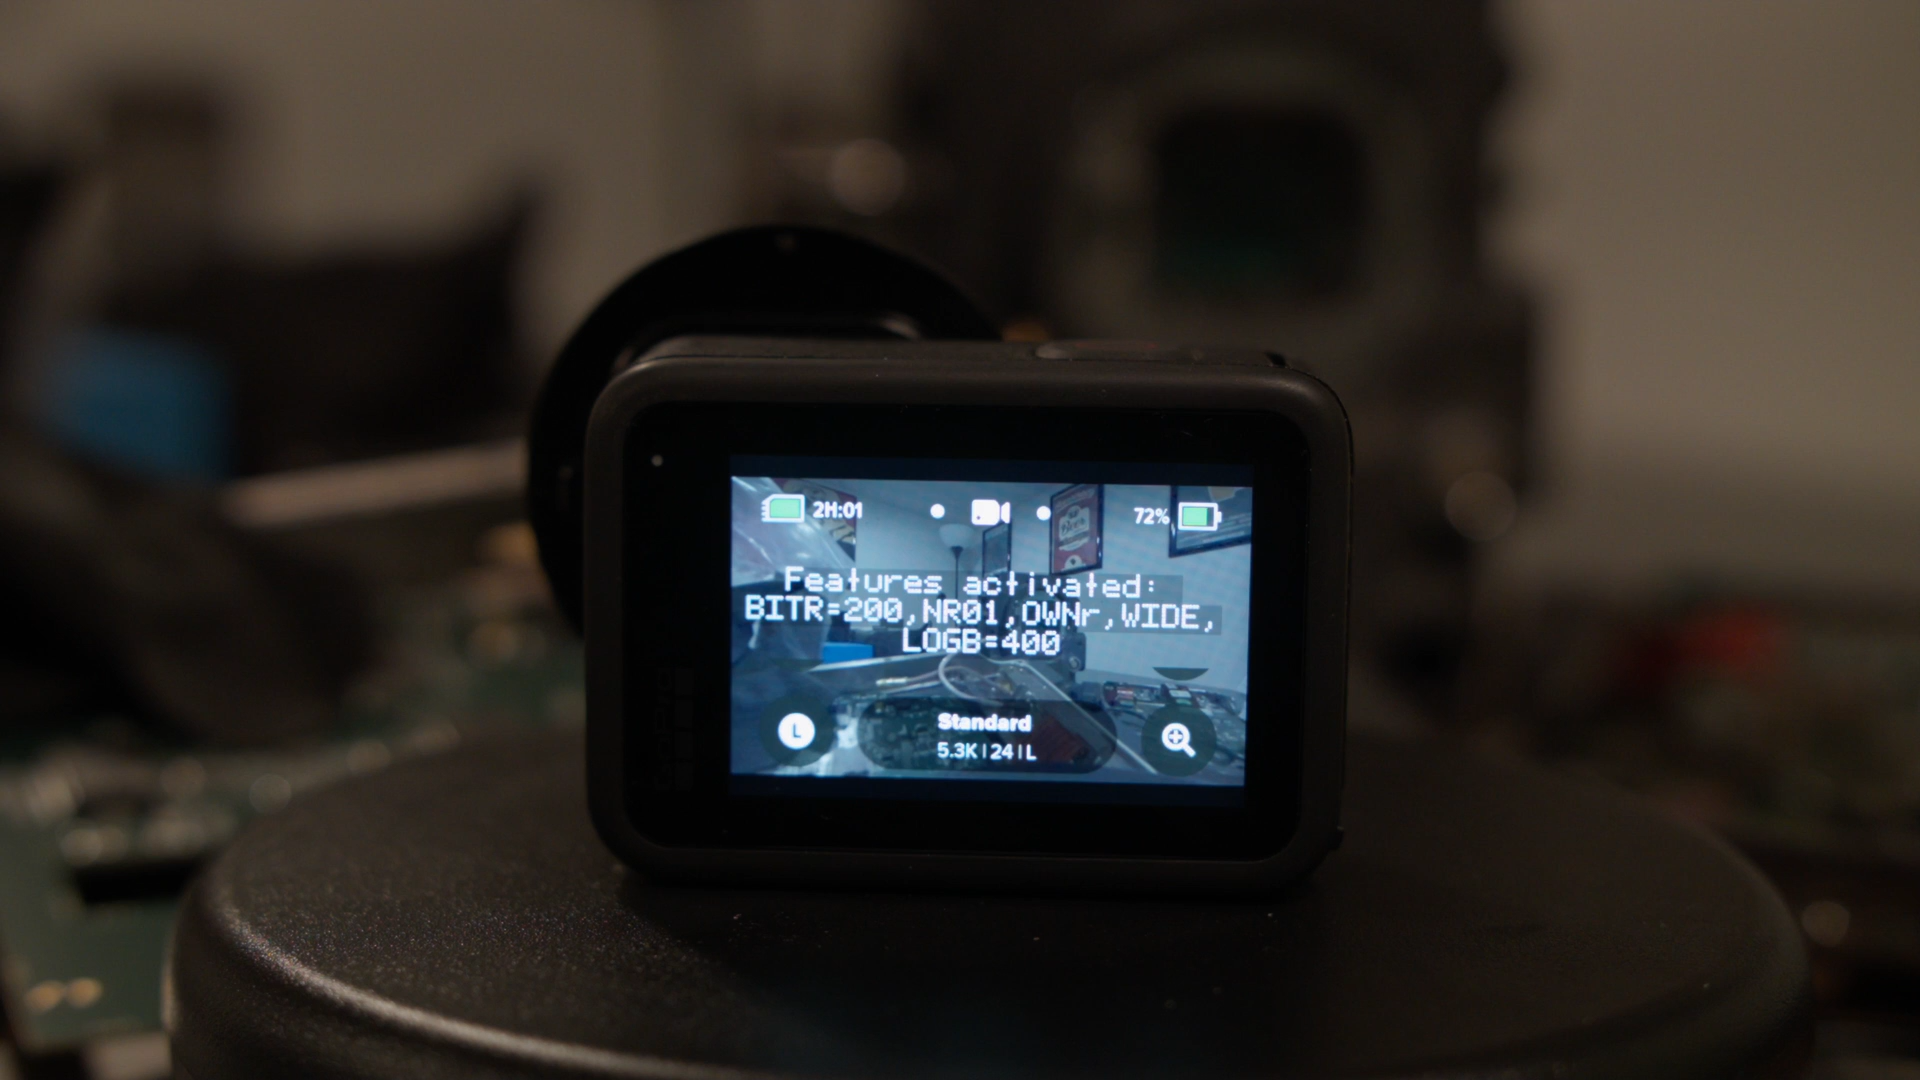 2H:01
72%
Features activated:
BITR=200,NR01,OWNr,WIDE,
LOGB=400
L
Standard
5.3K|24|L